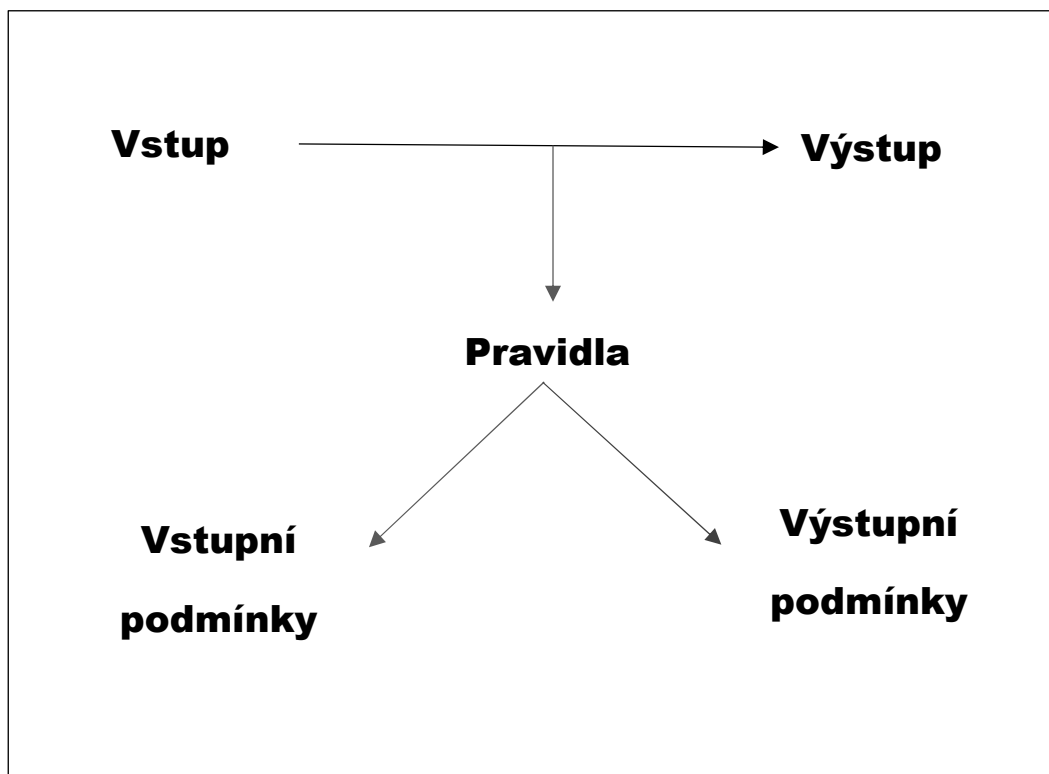 Vstup
Výstup
Pravidla
Vstupní
podmínky
Výstupní
podmínky